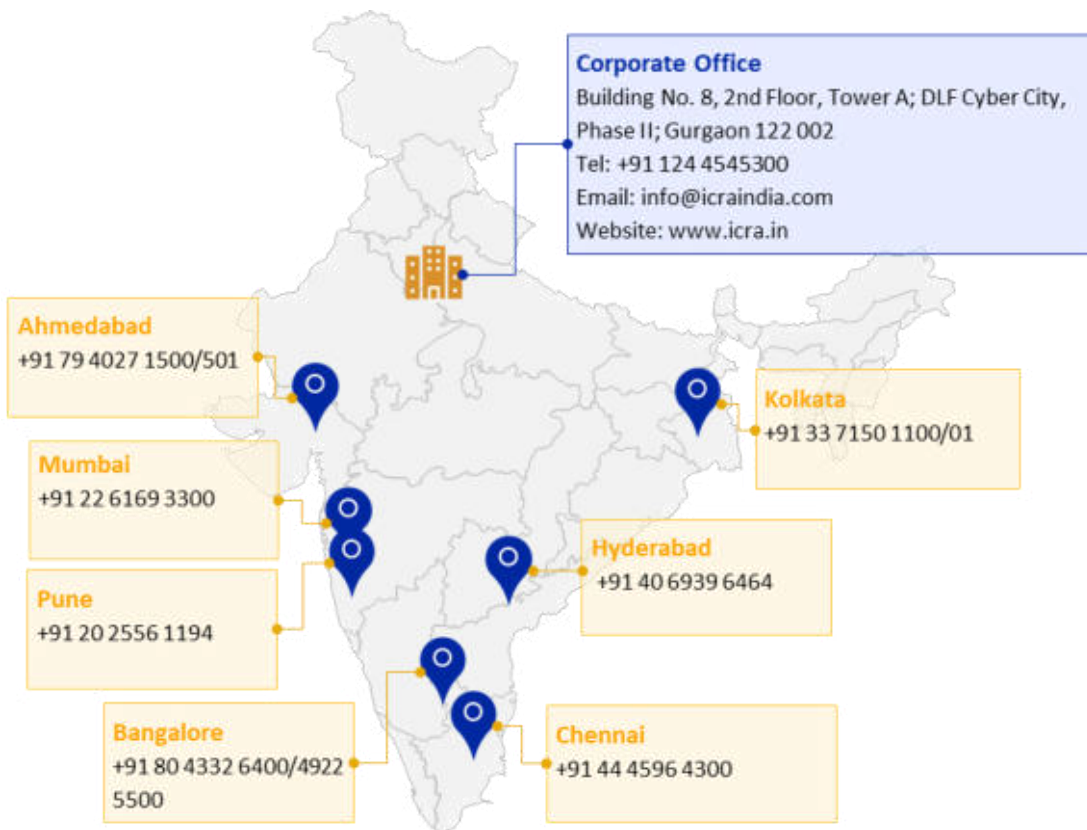 Corporate Office
Building No. 8, 2nd Floor, Tower A; DLF Cyber City,
Phase II; Gurgaon 122 002
Tel: +91 124 4545300
Email: info@icraindia.com
Website: www.icra.in
Ahmedabad
+91 79 4027 1500/501
Kolkata
+91 33 7150 1100/01
Mumbai
+91 22 6169 3300
Hyderabad
+91 40 6939 6464
Pune
+91 20 2556 1194
Bangalore
+91 80 4332 6400/4922
5500
Chennai
+91 44 4596 4300